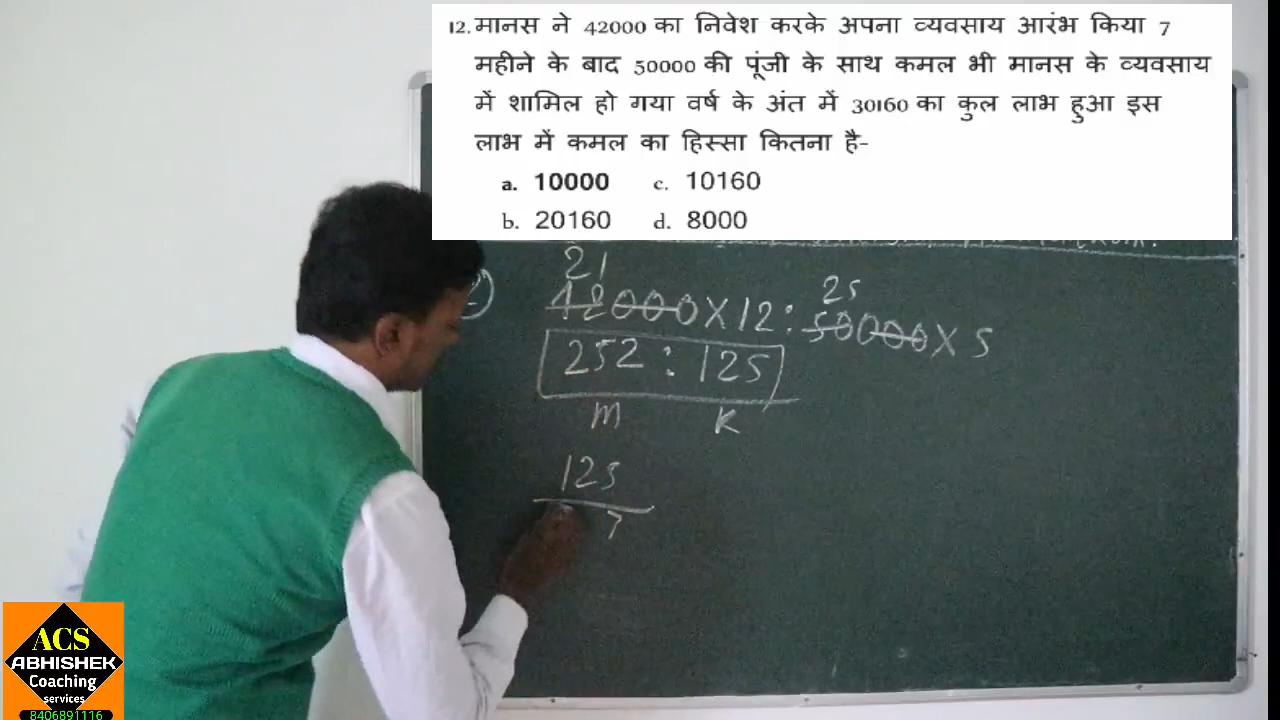 12. मानस ने 42000 का निवेश करके अपना व्यवसाय आरंभ किया 7
महीने के बाद 50000 की पूंजी के साथ कमल भी मानस के व्यवसाय
में शामिल हो गया वर्ष के अंत में 30160 का कुल लाभ हुआ इस
लाभ में कमल का हिस्सा कितना है-
a. 10000 c. 10160
b. 20160 d. 8000
21
25
42000 X 12 : 50000 X 5
252 : 125
m K
125
7
ACS
ABHISHEK
Coaching
services
8406891116